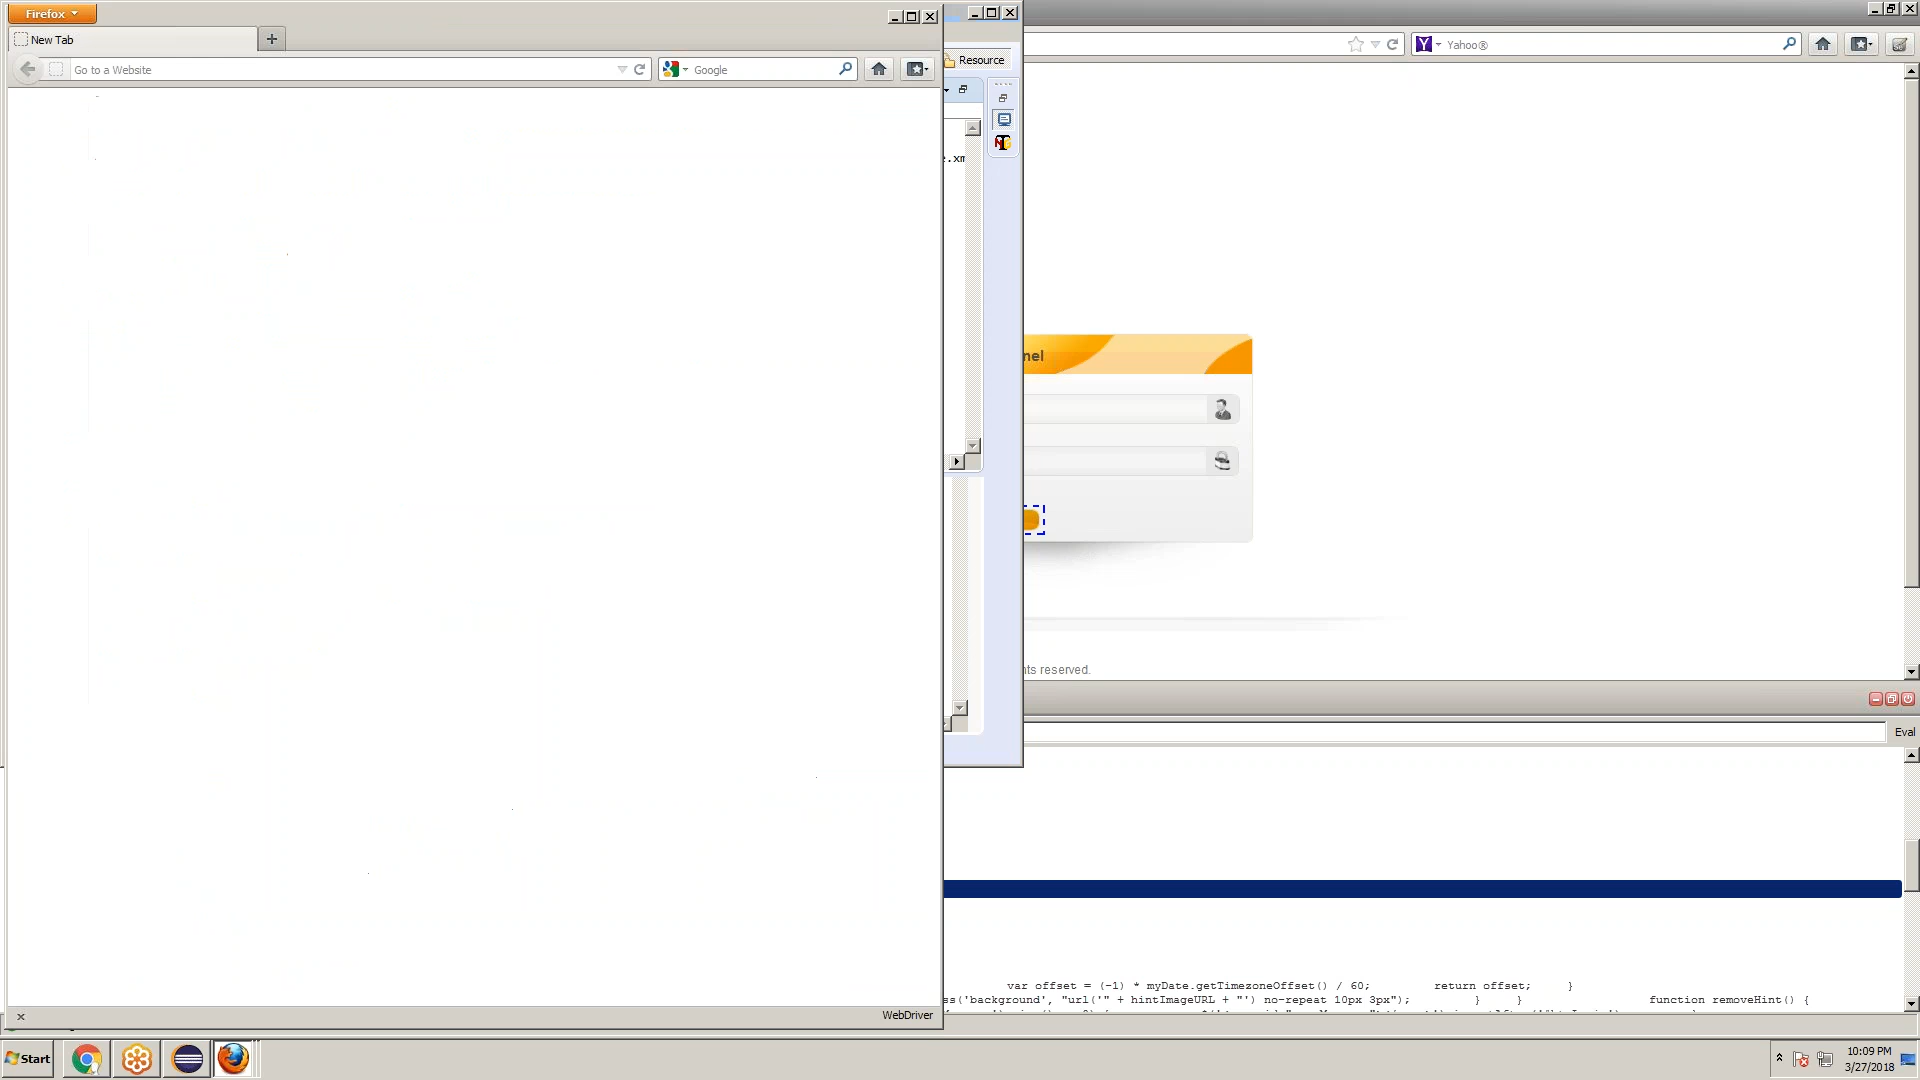 Firefox
New Tab
Go to a Website
Google
Resource
Yahoo®
.xm
nel
hts reserved.
Eval
var offset = (-1) * myDate.getTimezoneOffset() / 60;        return offset;    }
ss('background', "url('" + hintImageURL + "') no-repeat 10px 3px");        }    }                function removeHint() {
WebDriver
Start
10:09 PM
3/27/2018